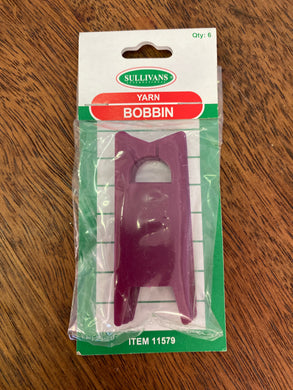 Qty: 6
SULLIVANS
YARN
BOBBIN
ITEM 11579